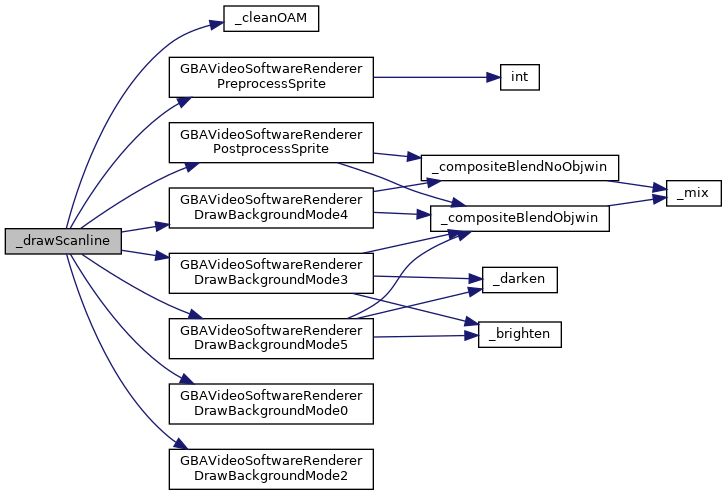 _cleanOAM
GBAVideoSoftwareRenderer
PreprocessSprite
int
GBAVideoSoftwareRenderer
PostprocessSprite
_compositeBlendNoObjwin
_mix
GBAVideoSoftwareRenderer
DrawBackgroundMode4
_compositeBlendObjwin
_drawScanline
GBAVideoSoftwareRenderer
DrawBackgroundMode3
_darken
GBAVideoSoftwareRenderer
DrawBackgroundMode5
_brighten
GBAVideoSoftwareRenderer
DrawBackgroundMode0
GBAVideoSoftwareRenderer
DrawBackgroundMode2